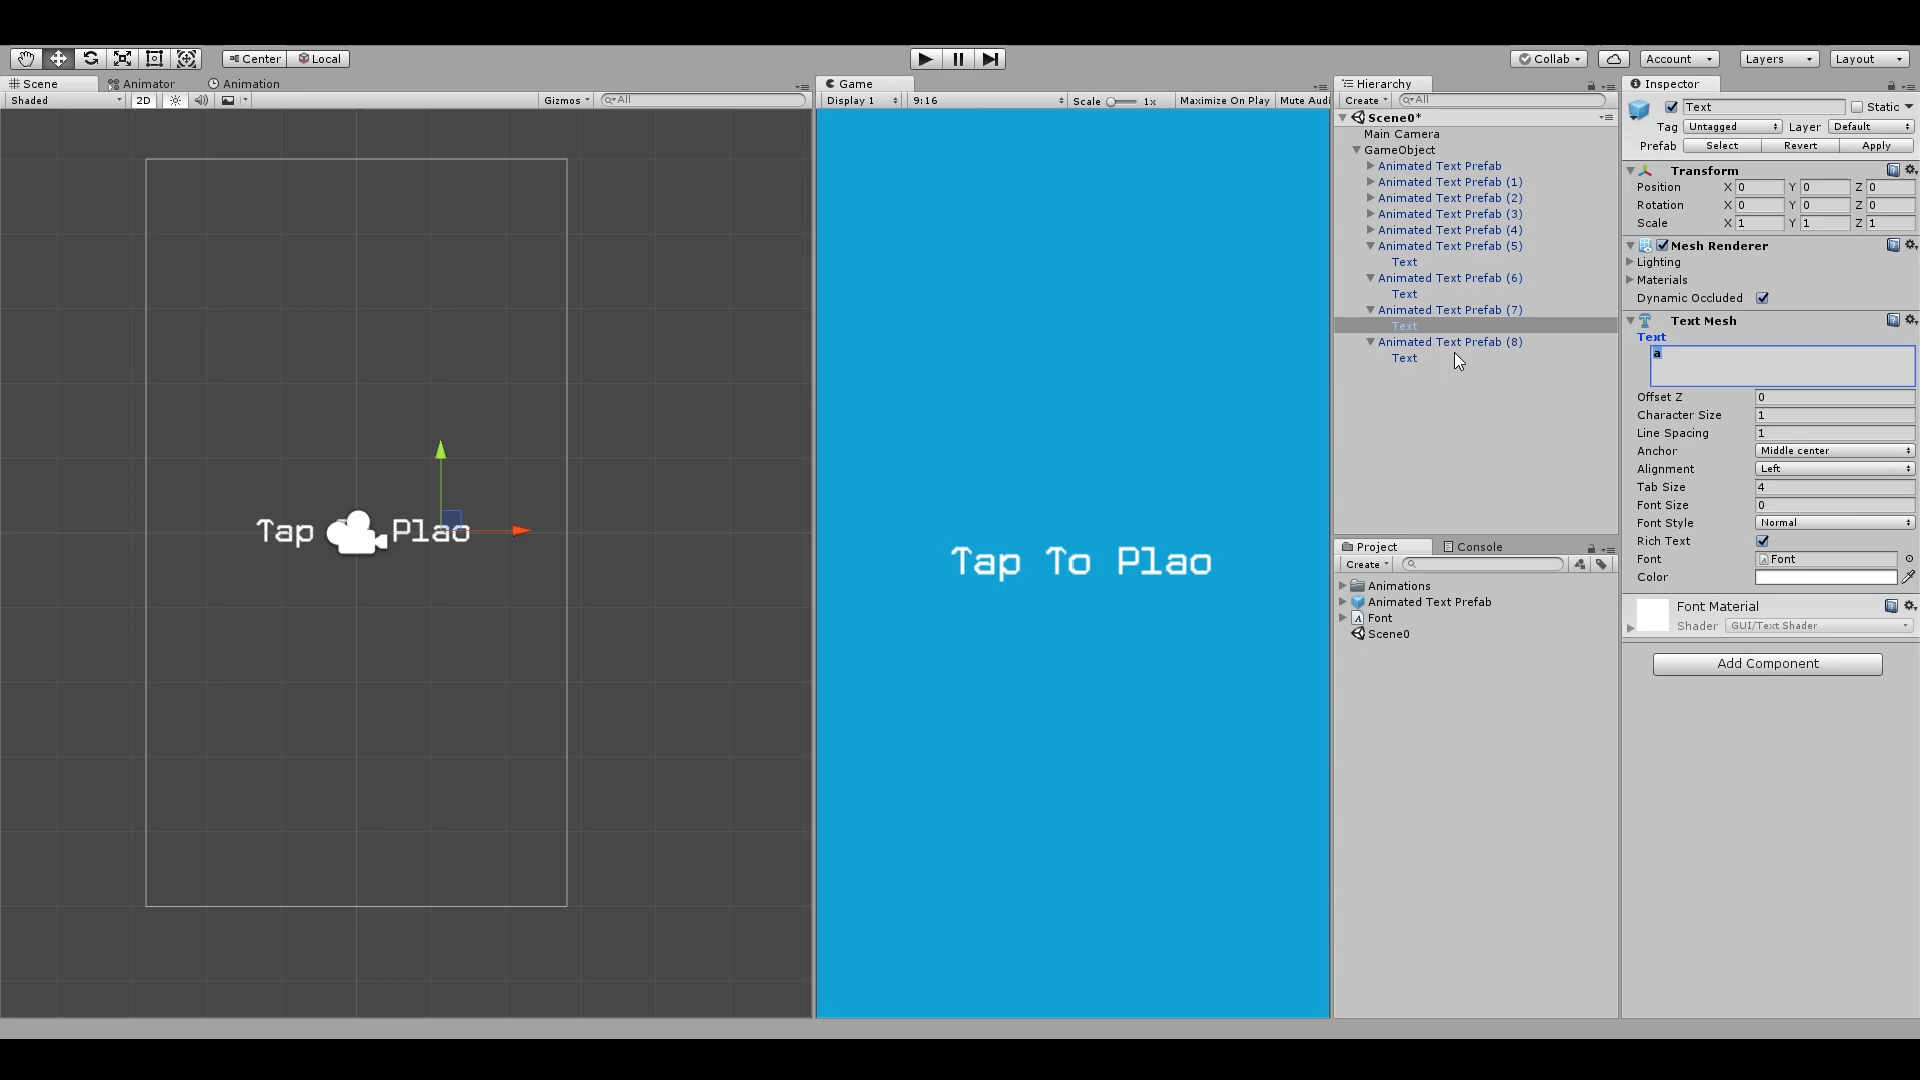 Center Local Collab Account Layers Layout
Scene Animator Animation
Shaded 2D Gizmos All
Tap Plao
Game
Display 1 9:16 Scale 1x Maximize On Play Mute Audi
Tap To Plao
Hierarchy
Create All
Scene0*
Main Camera
GameObject
Animated Text Prefab
Animated Text Prefab (1)
Animated Text Prefab (2)
Animated Text Prefab (3)
Animated Text Prefab (4)
Animated Text Prefab (5)
Text
Animated Text Prefab (6)
Text
Animated Text Prefab (7)
Text
Animated Text Prefab (8)
Text
Project Console
Create
Animations
Animated Text Prefab
Font
Scene0
Inspector
Text Static
Tag Untagged Layer Default
Prefab Select Revert Apply
Transform
Position X 0 Y 0 Z 0
Rotation X 0 Y 0 Z 0
Scale X 1 Y 1 Z 1
Mesh Renderer
Lighting
Materials
Dynamic Occluded
Text Mesh
Text
a
Offset Z 0
Character Size 1
Line Spacing 1
Anchor Middle center
Alignment Left
Tab Size 4
Font Size 0
Font Style Normal
Rich Text
Font Font
Color
Font Material
Shader GUI/Text Shader
Add Component